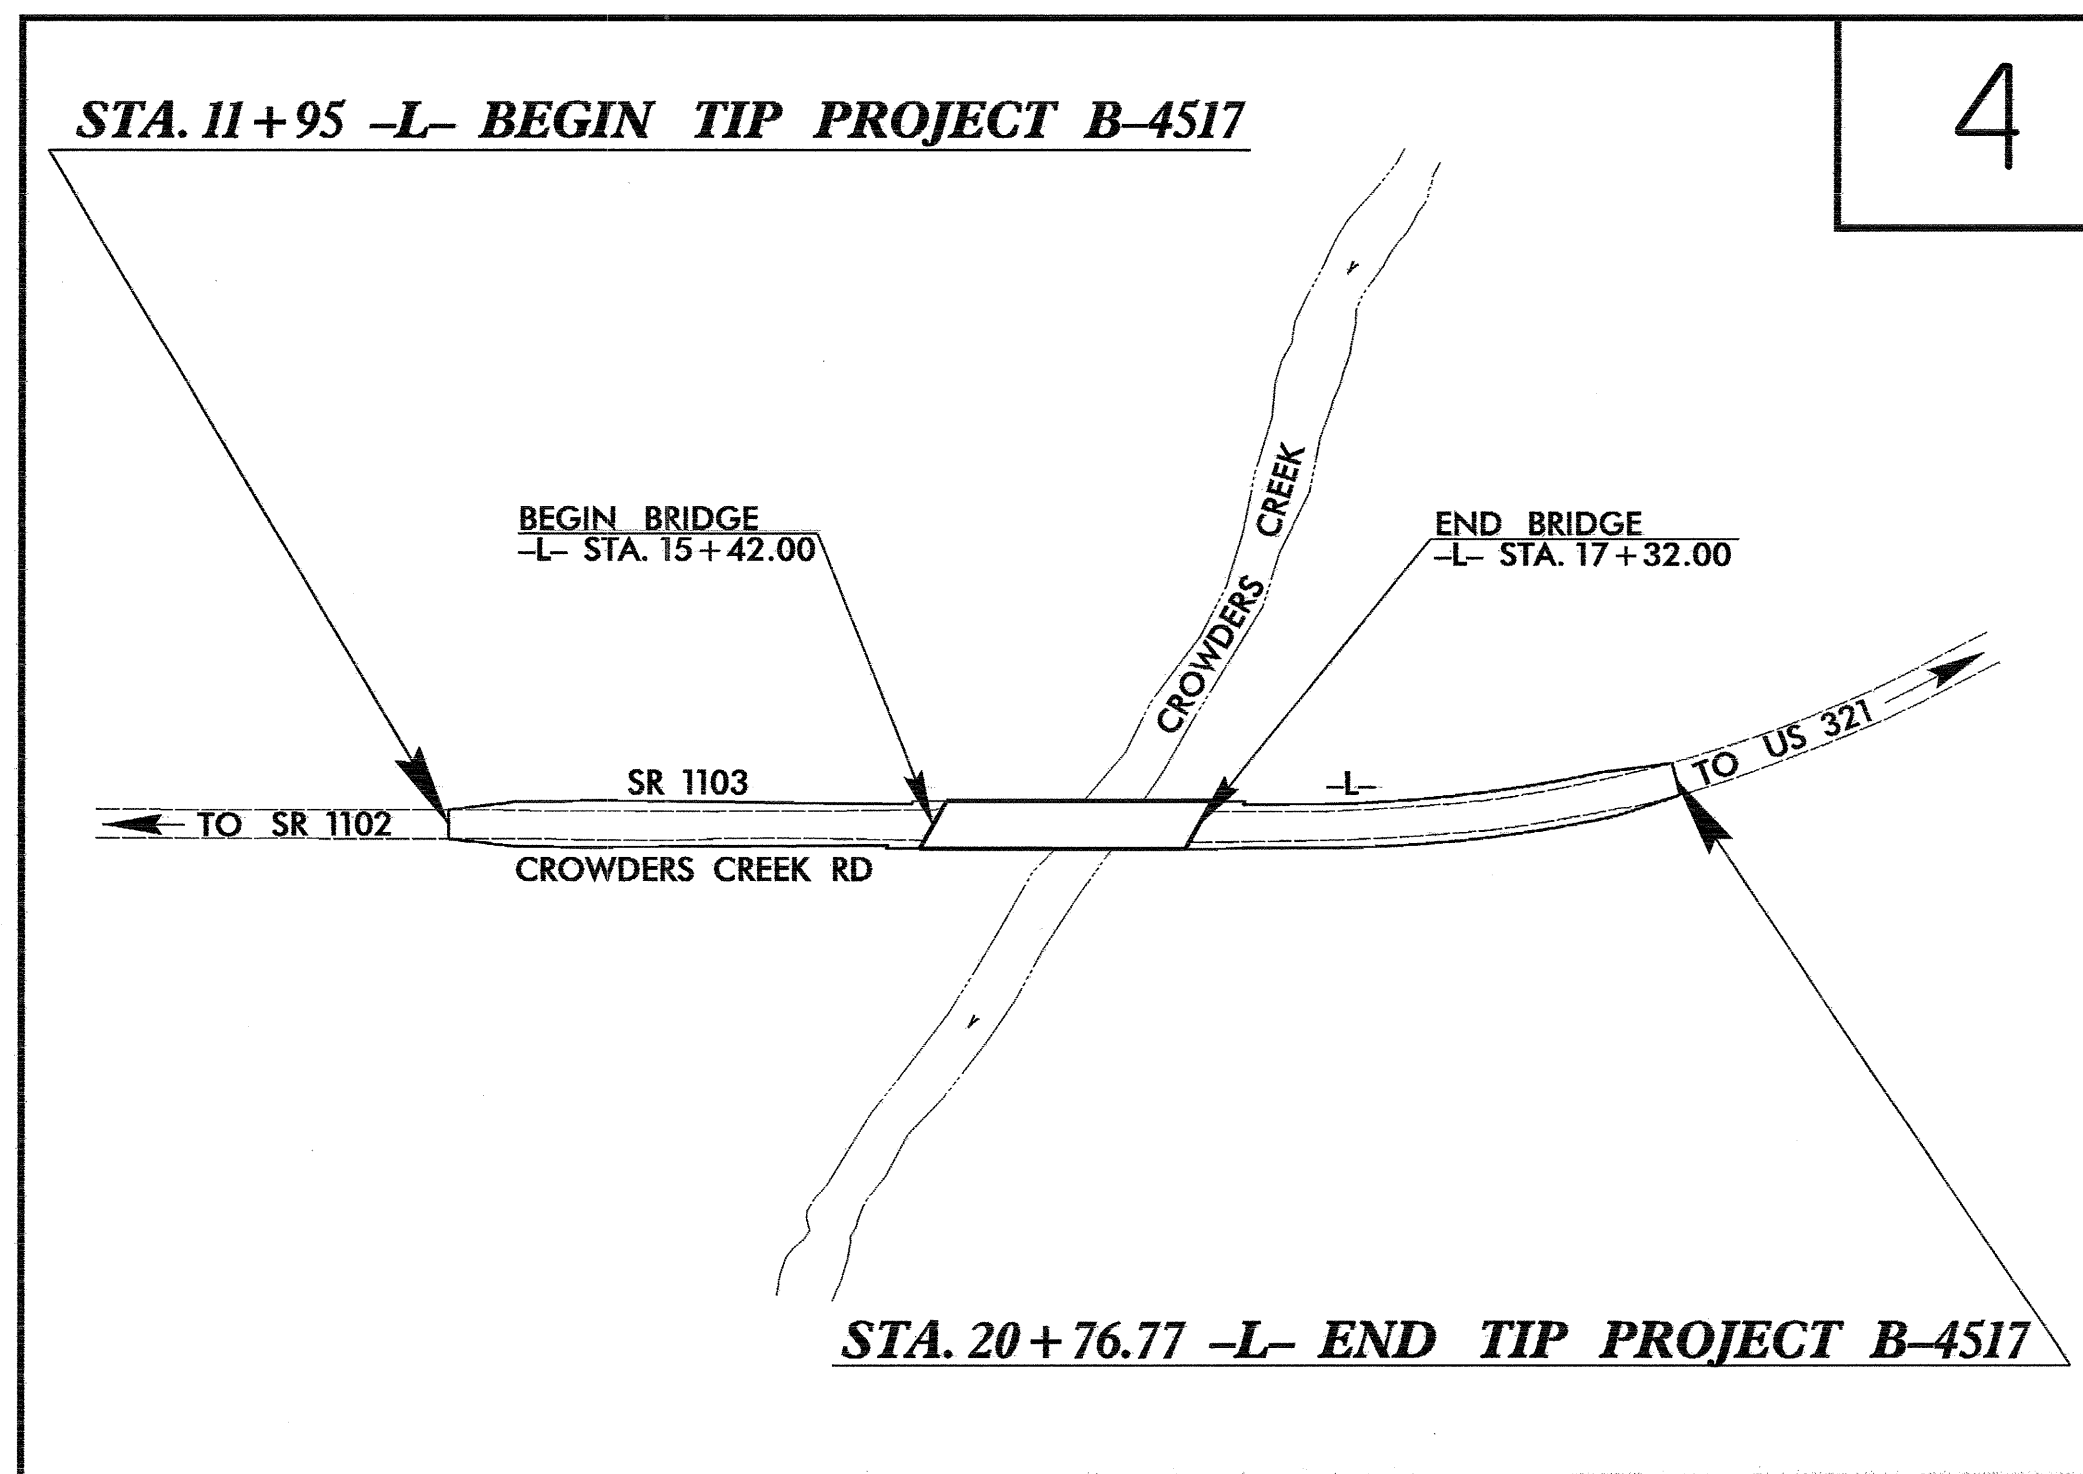 STA. 11+95 -L- BEGIN TIP PROJECT B-4517
4
BEGIN BRIDGE
-L- STA. 15+42.00
END BRIDGE
-L- STA. 17+32.00
CROWDERS CREEK
SR 1103
-L-
TO US 321
TO SR 1102
CROWDERS CREEK RD
STA. 20+76.77 -L- END TIP PROJECT B-4517